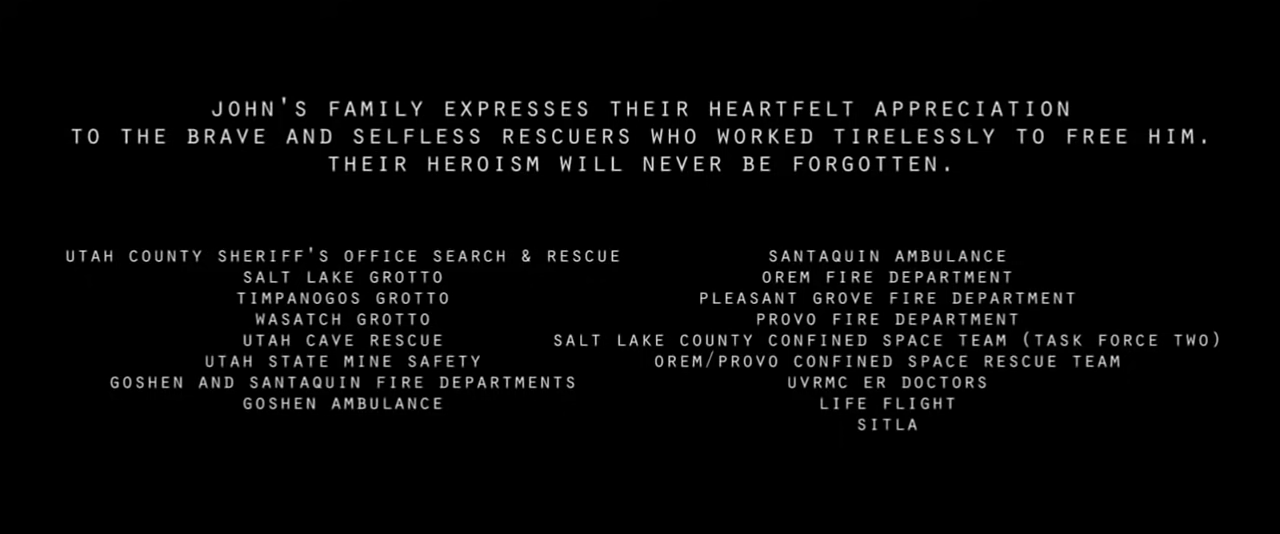 JOHN'S FAMILY EXPRESSES THEIR HEARTFELT APPRECIATION
TO THE BRAVE AND SELFLESS RESCUERS WHO WORKED TIRELESSLY TO FREE HIM.
THEIR HEROISM WILL NEVER BE FORGOTTEN.
UTAH COUNTY SHERIFF'S OFFICE SEARCH & RESCUE
SALT LAKE GROTTO
TIMPANOGOS GROTTO
WASATCH GROTTO
UTAH CAVE RESCUE
UTAH STATE MINE SAFETY
GOSHEN AND SANTAQUIN FIRE DEPARTMENTS
GOSHEN AMBULANCE
SANTAQUIN AMBULANCE
OREM FIRE DEPARTMENT
PLEASANT GROVE FIRE DEPARTMENT
PROVO FIRE DEPARTMENT
SALT LAKE COUNTY CONFINED SPACE TEAM (TASK FORCE TWO)
OREM/PROVO CONFINED SPACE RESCUE TEAM
UVRMC ER DOCTORS
LIFE FLIGHT
SITLA